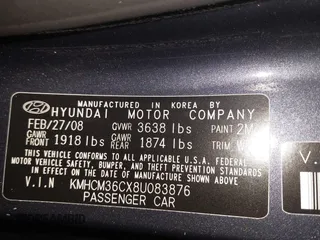 MANUFACTURED IN KOREA BY
HYUNDAI MOTOR COMPANY
FEB/27/08 GVWR 3638 lbs PAINT 2M
GAWR FRONT 1918 lbs GAWR REAR 1874 lbs TRIM
THIS VEHICLE CONFORMS TO ALL APPLICABLE U.S.A. FEDERAL
MOTOR VEHICLE SAFETY, BUMPER, AND THEFT PREVENTION
STANDARDS IN EFFECT ON THE DATE OF MANUFACTURE
SHOWN ABOVE.
V.I.N KMHCM36CX8U083876
PASSENGER CAR
V.